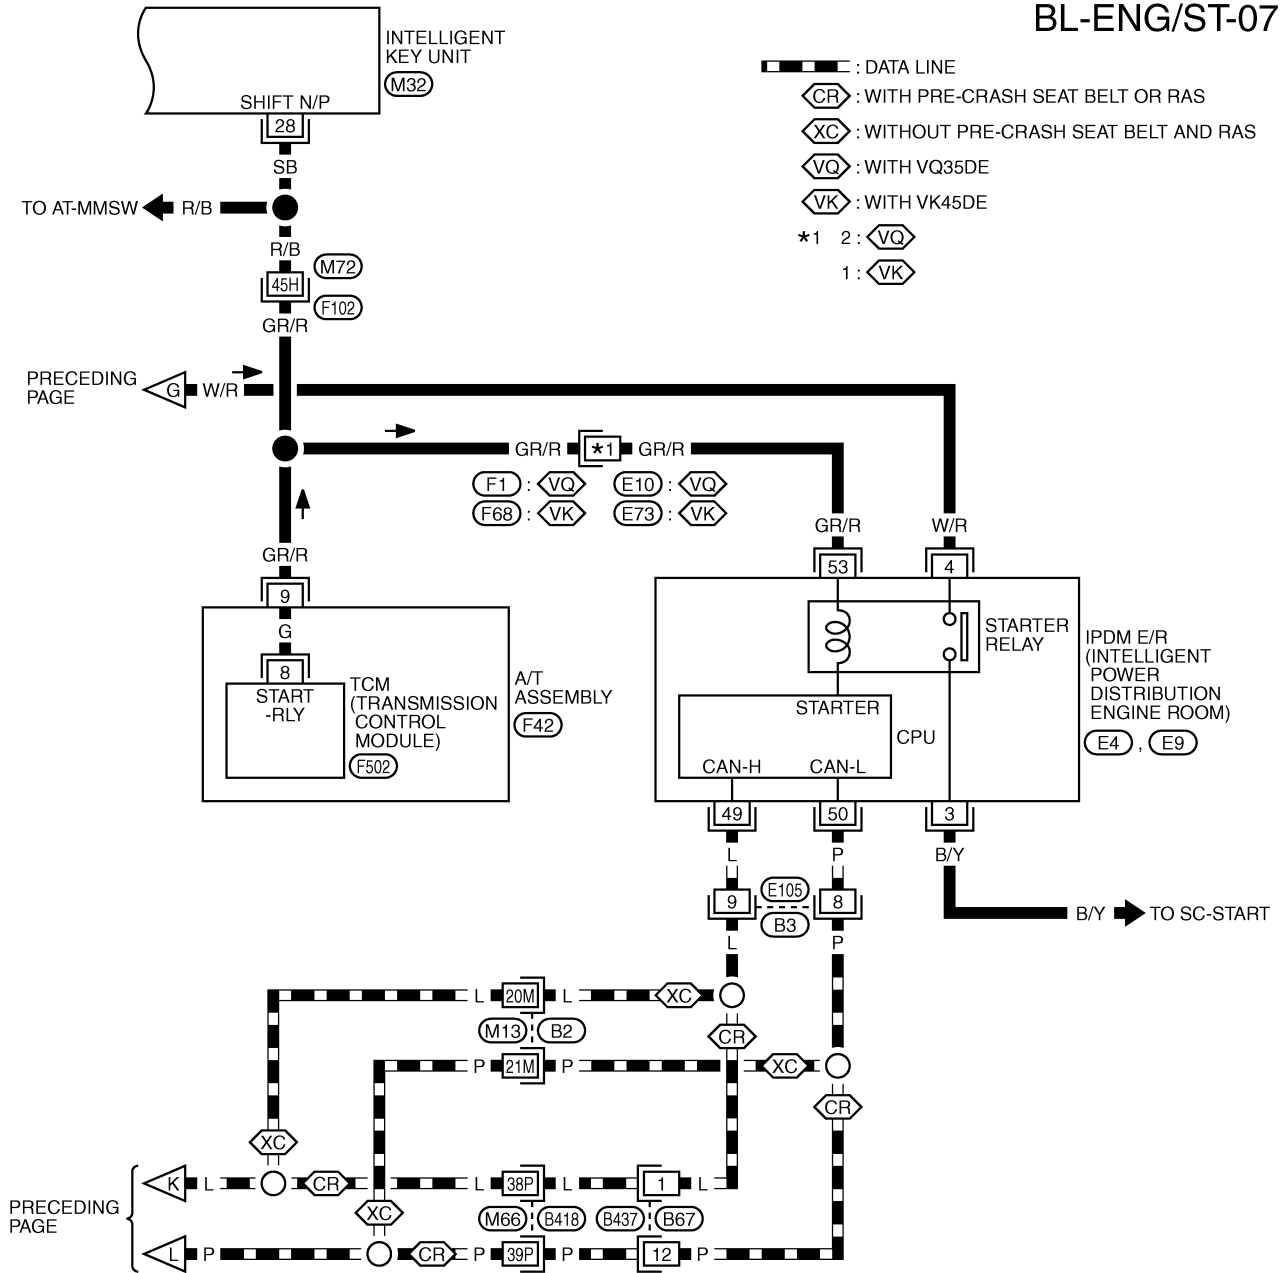 BL-ENG/ST-07
INTELLIGENT
KEY UNIT
M32
SHIFT N/P
28
: DATA LINE
CR : WITH PRE-CRASH SEAT BELT OR RAS
XC : WITHOUT PRE-CRASH SEAT BELT AND RAS
VQ : WITH VQ35DE
VK : WITH VK45DE
*1 2 : VQ
1 : VK
SB
TO AT-MMSW R/B
R/B
M72
45H
F102
GR/R
PRECEDING
PAGE
G W/R
GR/R *1 GR/R
F1 : VQ E10 : VQ
F68 : VK E73 : VK
GR/R W/R
GR/R
53 4
9
G
8
START
-RLY
TCM
(TRANSMISSION
CONTROL
MODULE)
F502
A/T
ASSEMBLY
F42
STARTER
RELAY
IPDM E/R
(INTELLIGENT
POWER
DISTRIBUTION
ENGINE ROOM)
E4 , E9
STARTER
CPU
CAN-H CAN-L
49 50 3
L P B/Y
9 E105 8
B3
B/Y TO SC-START
L P
L 20M L XC
M13 B2
CR
P 21M P XC
CR
XC
PRECEDING
PAGE
K L CR L 38P L 1 L
XC M66 B418 B437 B67
L P CR P 39P P 12 P